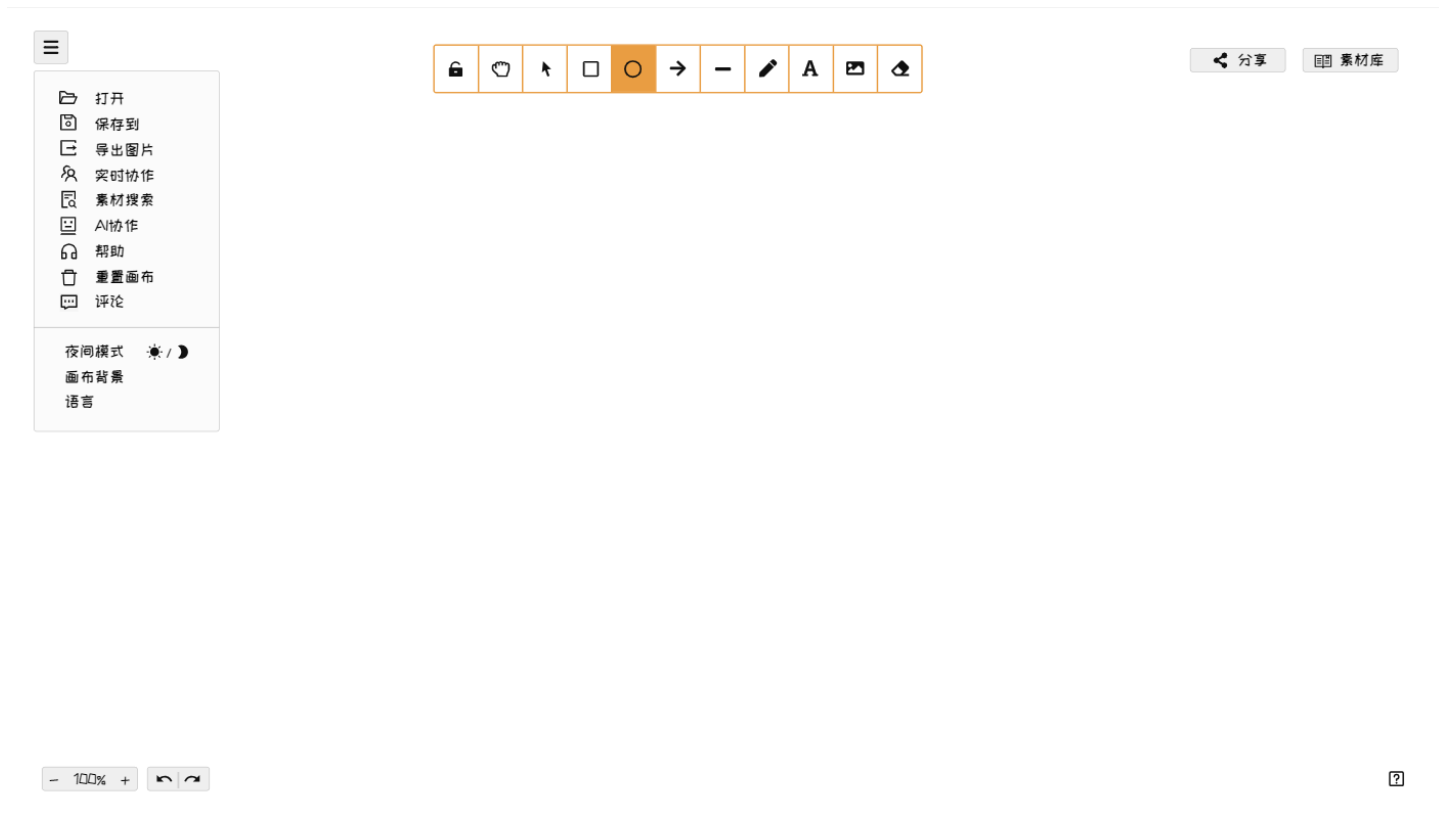 分享
素材库
打开
保存到
导出图片
实时协作
素材搜索
AI协作
帮助
重置画布
评论
夜间模式 /
画布背景
语言
A
− 100% +
?